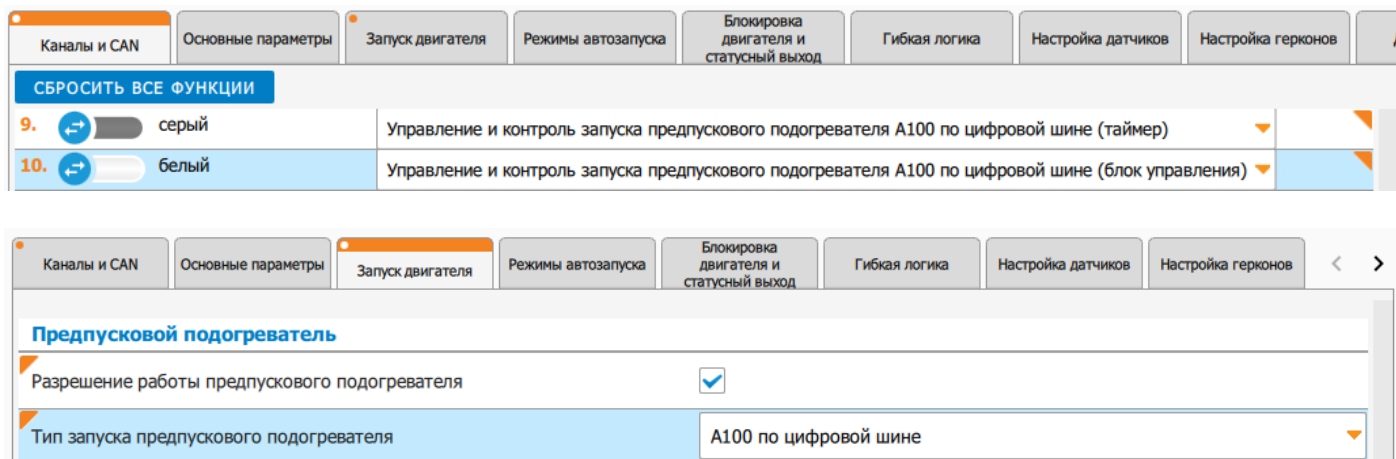 Каналы и CAN
Основные параметры
Запуск двигателя
Режимы автозапуска
Блокировка
двигателя и
статусный выход
Гибкая логика
Настройка датчиков
Настройка герконов
СБРОСИТЬ ВСЕ ФУНКЦИИ
9. серый Управление и контроль запуска предпускового подогревателя A100 по цифровой шине (таймер)
10. белый Управление и контроль запуска предпускового подогревателя A100 по цифровой шине (блок управления)
Каналы и CAN
Основные параметры
Запуск двигателя
Режимы автозапуска
Блокировка
двигателя и
статусный выход
Гибкая логика
Настройка датчиков
Настройка герконов
Предпусковой подогреватель
Разрешение работы предпускового подогревателя
Тип запуска предпускового подогревателя A100 по цифровой шине